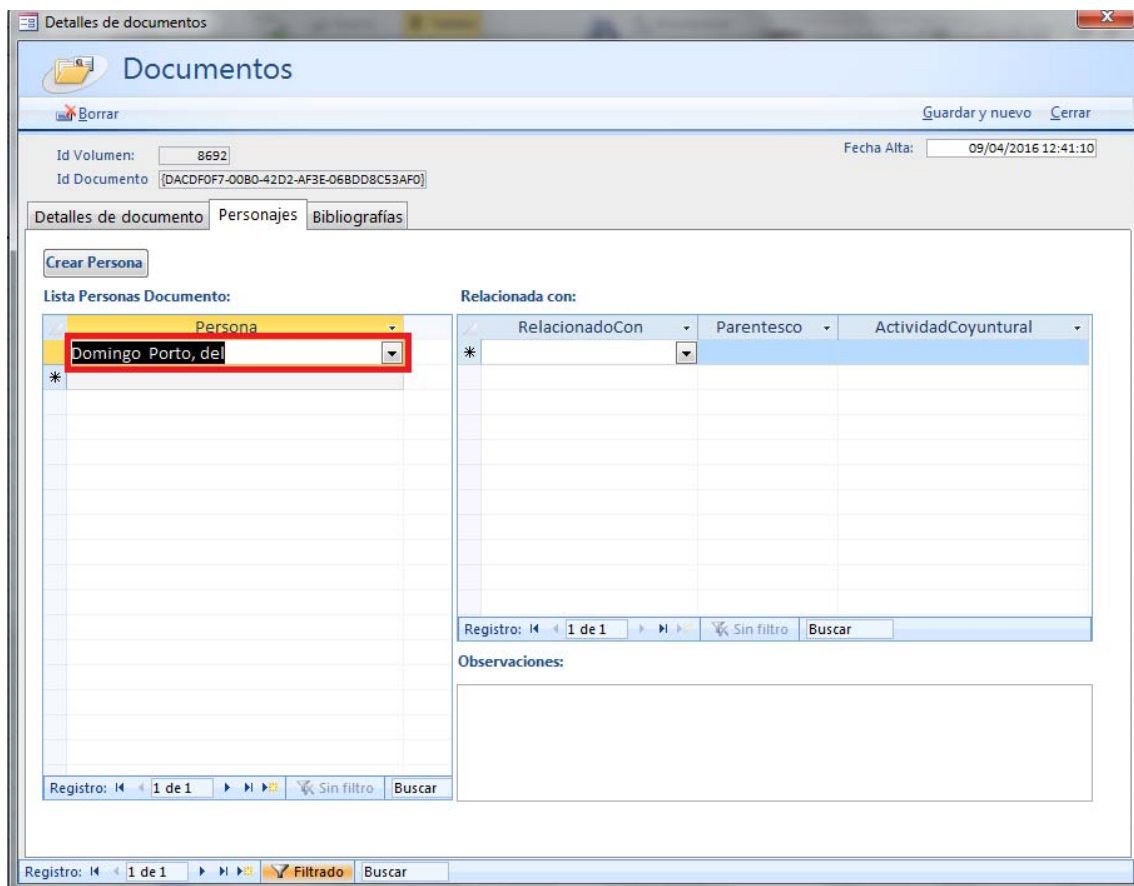 Detalles de documentos
Documentos
Borrar
Guardar y nuevo Cerrar
Id Volumen: 8692
Fecha Alta: 09/04/2016 12:41:10
Id Documento {DACDF0F7-00B0-42D2-AF3E-06BDD8C53AF0}
Detalles de documento Personajes Bibliografías
Crear Persona
Lista Personas Documento:
Relacionada con:
Persona
RelacionadoCon Parentesco ActividadCoyuntural
Domingo Porto, del
Registro: 1 de 1 Sin filtro Buscar
Observaciones:
Registro: 1 de 1 Sin filtro Buscar
Registro: 1 de 1 Filtrado Buscar